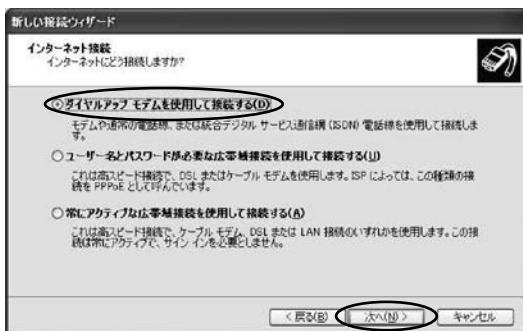 新しい接続ウィザード
インターネット接続
インターネットにどう接続しますか?
ダイヤルアップ モデムを使用して接続する(D)
モデムや通常の電話線、または統合デジタル サービス通信網 (ISDN) 電話線を使用して接続しま
す。
ユーザー名とパスワードが必要な広帯域接続を使用して接続する(U)
これは高スピード接続で、DSL またはケーブル モデムを使用します。ISP によっては、この種類の接
続を PPPoE として呼んでいます。
常にアクティブな広帯域接続を使用して接続する(A)
これは高スピード接続で、ケーブル モデム、DSL または LAN 接続のいずれかを使用します。この接
続は常にアクティブで、サイン インを必要としません。
< 戻る(B)
次へ(N) >
キャンセル